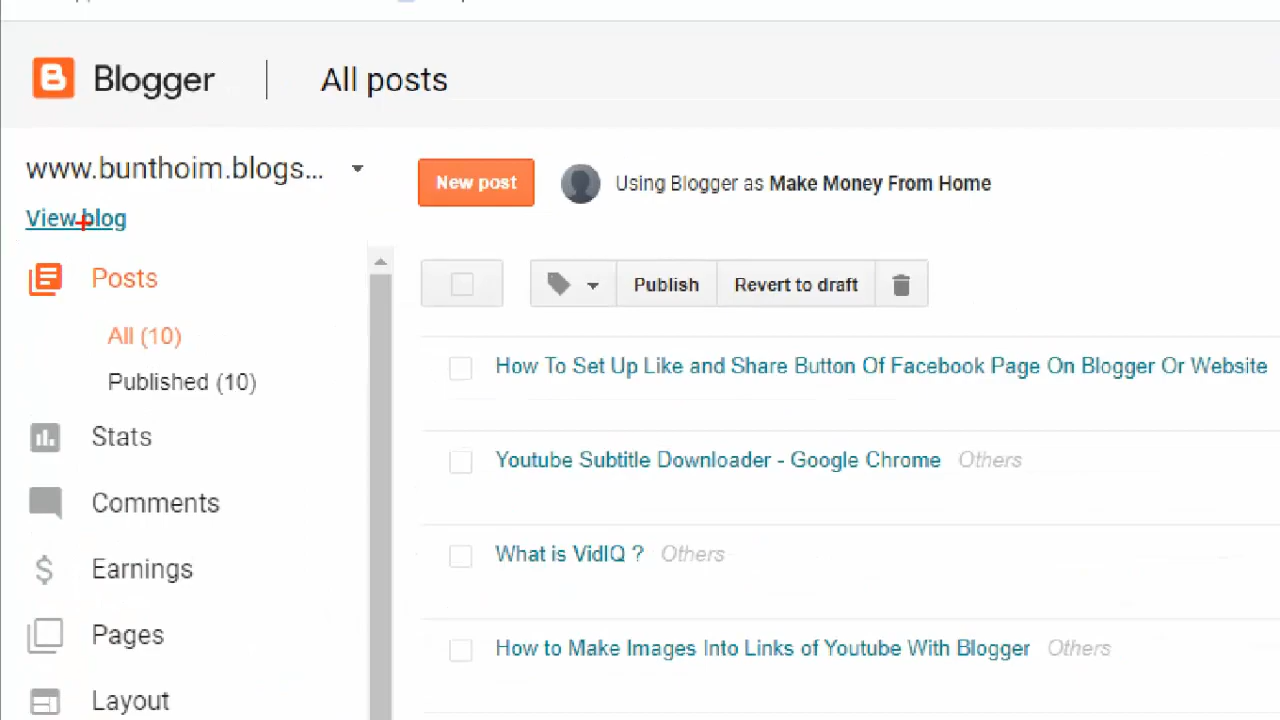 Blogger
All posts
www.bunthoim.blogs...
View blog
New post
Using Blogger as Make Money From Home
Posts
All (10)
Published (10)
Stats
Comments
Earnings
Pages
Layout
Publish
Revert to draft
How To Set Up Like and Share Button Of Facebook Page On Blogger Or Website
Youtube Subtitle Downloader - Google Chrome Others
What is VidIQ ? Others
How to Make Images Into Links of Youtube With Blogger Others